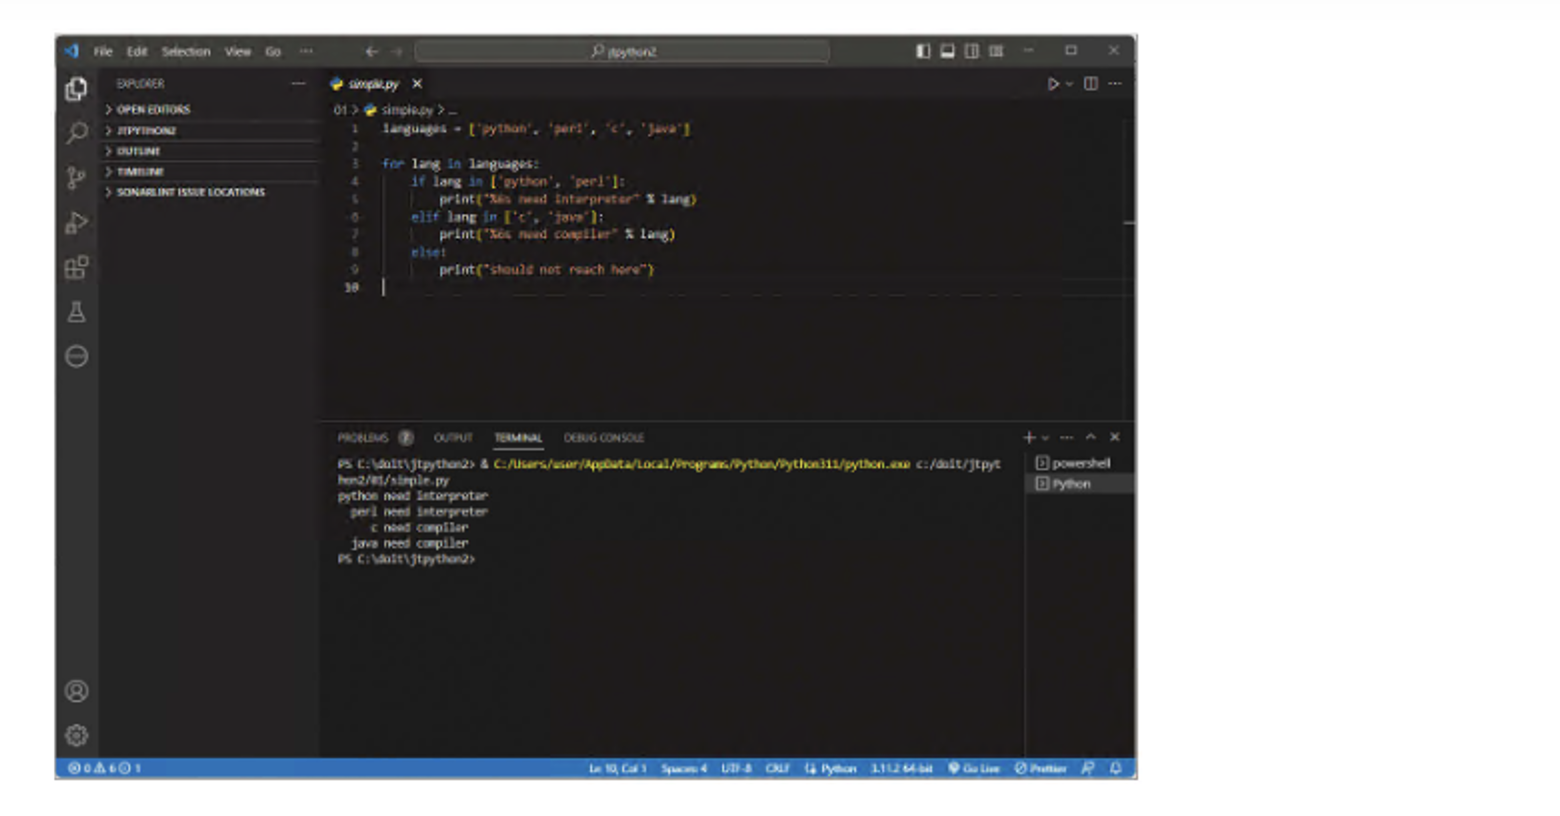 File Edit Selection View Go ...
jtpython2
EXPLORER
OPEN EDITORS
JTPYTHON2
OUTLINE
TIMELINE
SONARLINT ISSUE LOCATIONS
simple.py
01 > simple.py > ...
1 languages = ['python', 'perl', 'c', 'java']
2
3 for lang in languages:
4 if lang in ['python', 'perl']:
5 print("%6s need interpreter" % lang)
6 elif lang in ['c', 'java']:
7 print("%6s need compiler" % lang)
8 else:
9 print("should not reach here")
10
PROBLEMS 7 OUTPUT TERMINAL DEBUG CONSOLE
PS C:\doit\jtpython2> & C:/Users/user/AppData/Local/Programs/Python/Python311/python.exe c:/doit/jtpyt
hon2/01/simple.py
python need interpreter
perl need interpreter
c need compiler
java need compiler
PS C:\doit\jtpython2>
powershell
Python
0 6 1 Ln 10, Col 1 Spaces: 4 UTF-8 CRLF Python 3.11.2 64-bit Go Live Prettier